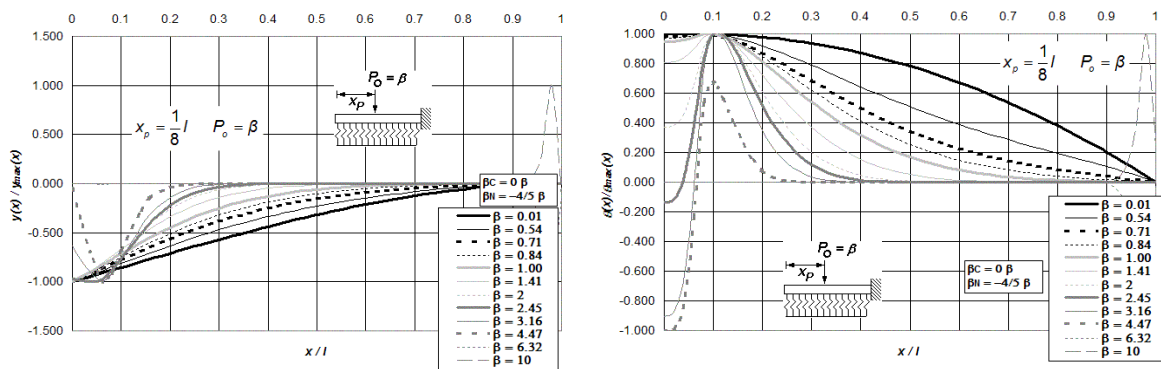 0 0.1 0.2 0.3 0.4 0.5 0.6 0.7 0.8 0.9 1
1.500
1.000
0.500
0.000
-0.500
-1.000
-1.500
y(x) / ymax(x)
x_p = 1/8 l P_o = β
P_O = β
x_P
βC = 0 β
βN = −4/5 β
β = 0.01
β = 0.54
β = 0.71
β = 0.84
β = 1.00
β = 1.41
β = 2
β = 2.45
β = 3.16
β = 4.47
β = 6.32
β = 10
x / l
0 0.1 0.2 0.3 0.4 0.5 0.6 0.7 0.8 0.9 1
1.000
0.800
0.600
0.400
0.200
0.000
-0.200
-0.400
-0.600
-0.800
-1.000
x_p = 1/8 l P_o = β
P_O = β
x_P
βC = 0 β
βN = −4/5 β
β = 0.01
β = 0.54
β = 0.71
β = 0.84
β = 1.00
β = 1.41
β = 2
β = 2.45
β = 3.16
β = 4.47
β = 6.32
β = 10
x / l